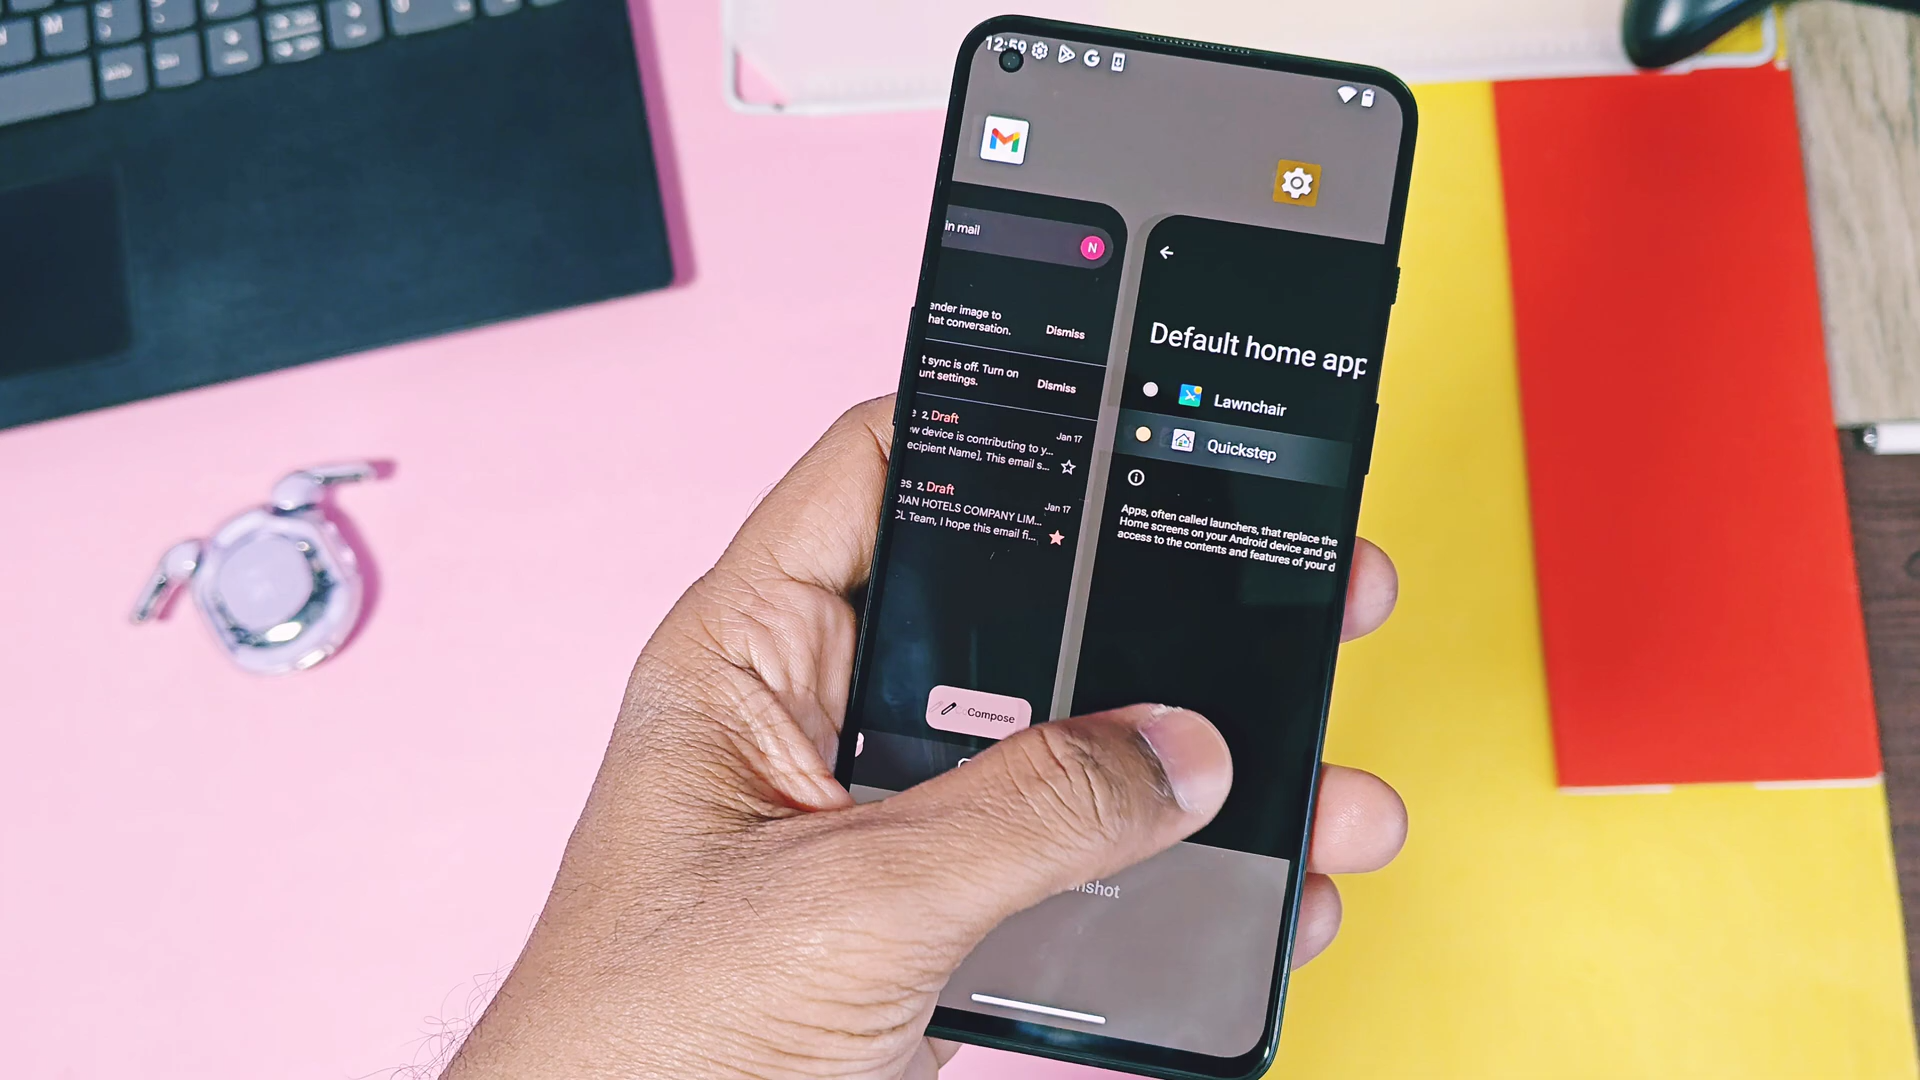 12:59
in mail
N
ender image to
hat conversation.
Dismiss
t sync is off. Turn on
unt settings.
Dismiss
e 2, Draft
Jan 17
w device is contributing to y...
ecipient Name], This email s...
es 2, Draft
Jan 17
DIAN HOTELS COMPANY LIM...
CL Team, I hope this email fi...
Compose
Default home app
Lawnchair
Quickstep
Apps, often called launchers, that replace the
Home screens on your Android device and giv
access to the contents and features of your d
enshot